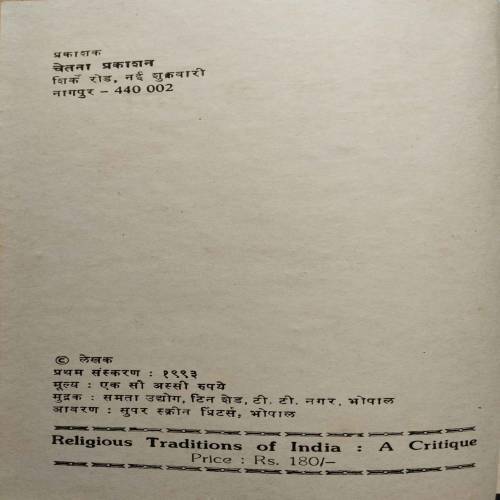 प्रकाशक
चेतना प्रकाशन
शिर्के रोड, नई शुक्रवारी
नागपुर – 440 002
© लेखक
प्रथम संस्करण : १९९३
मूल्य : एक सौ अस्सी रुपये
मुद्रक : समता उद्योग, टिन शेड, टी. टी. नगर, भोपाल
आवरण : सुपर स्क्रीन प्रिंटर्स, भोपाल
Religious Traditions of India : A Critique
Price : Rs. 180/–